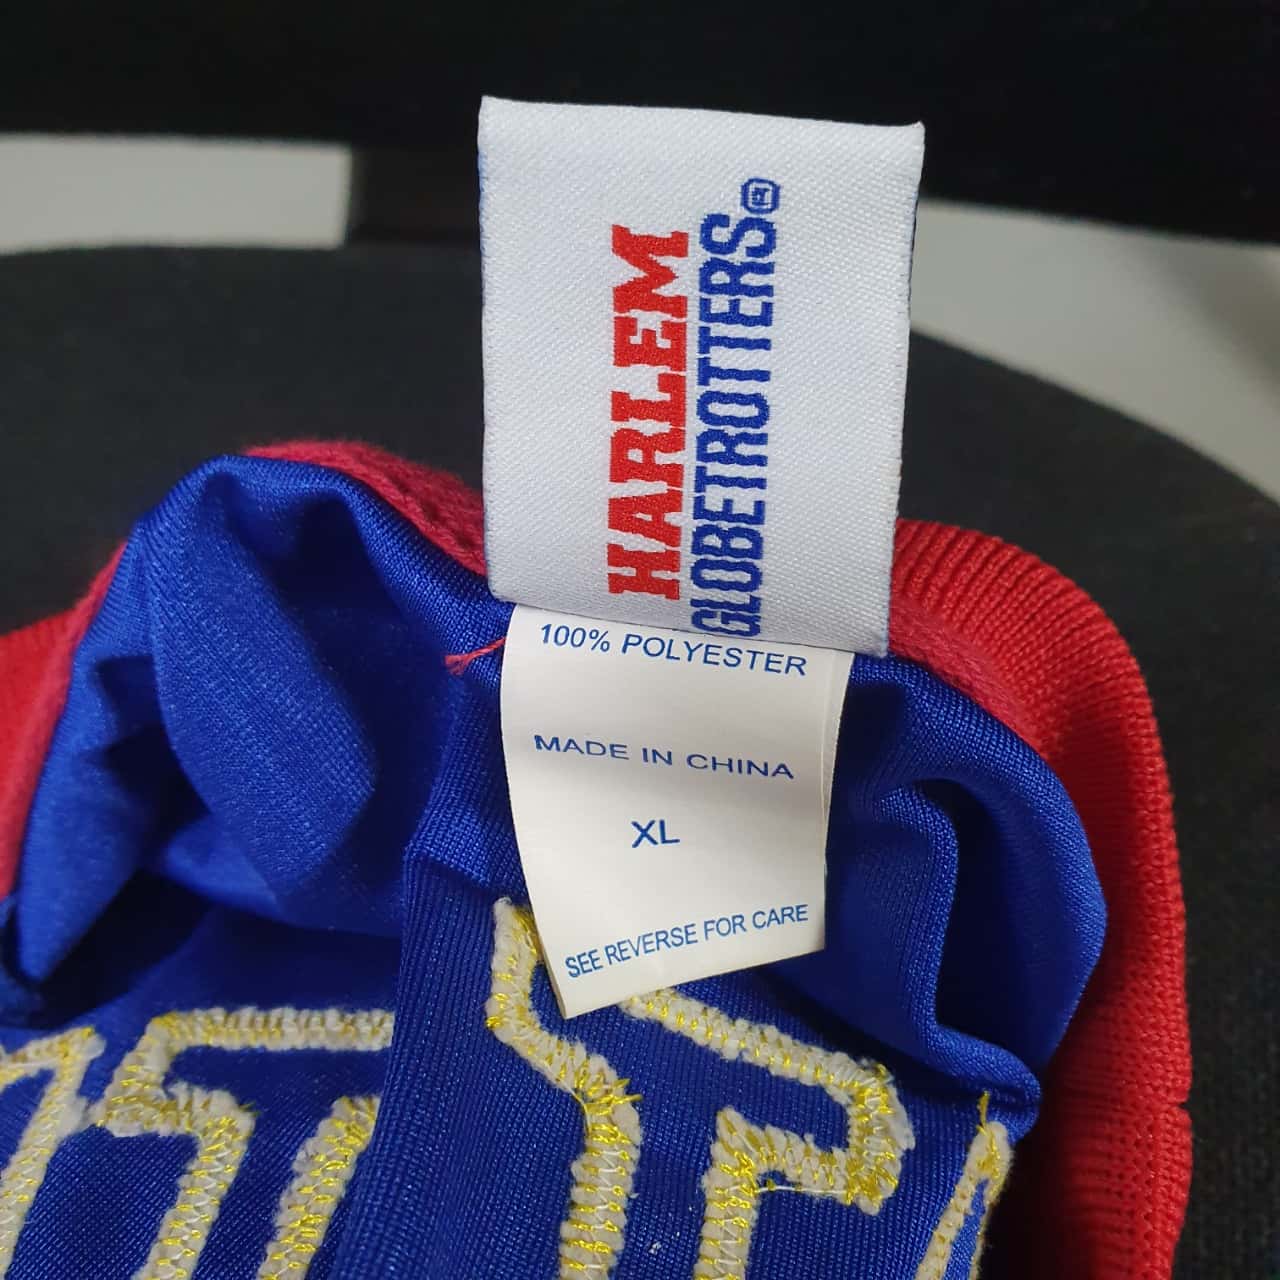 HARLEM
GLOBETROTTERS®
100% POLYESTER
MADE IN CHINA
XL
SEE REVERSE FOR CARE